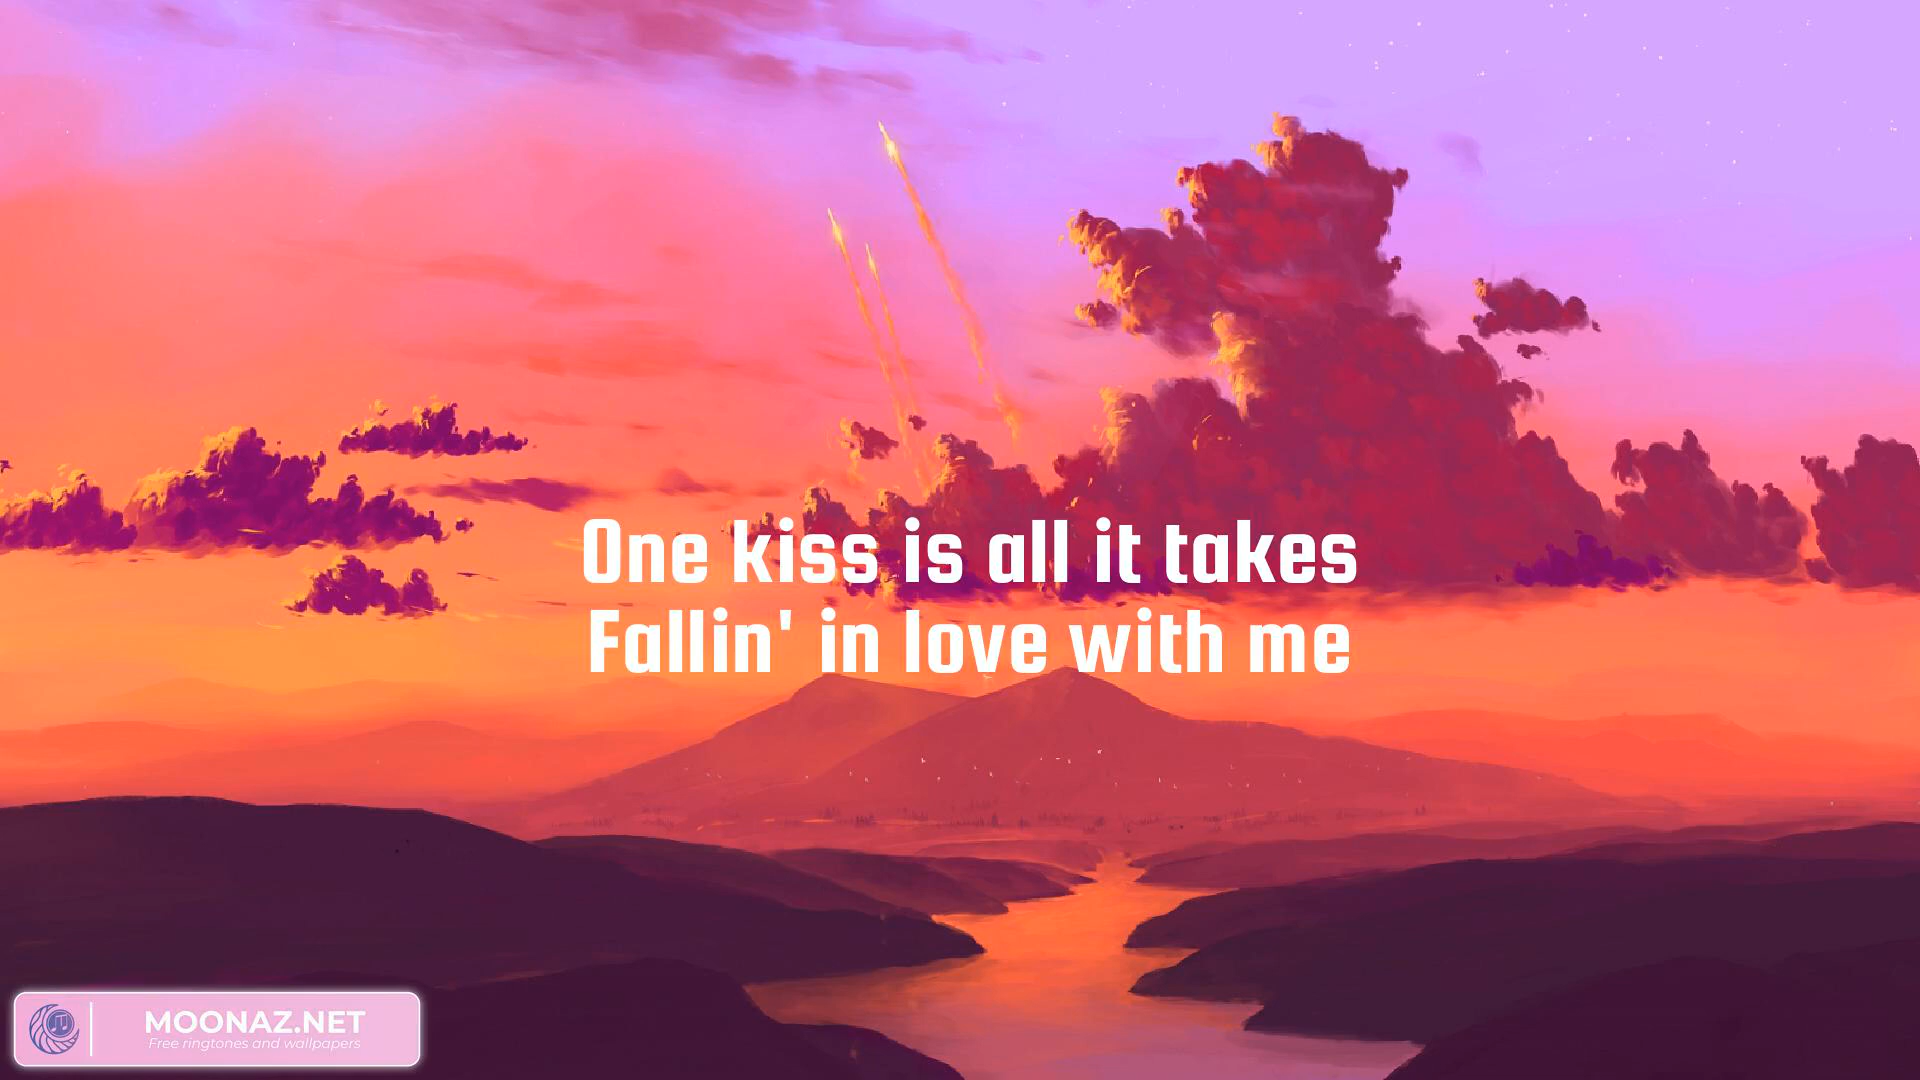 One kiss is all it takes
Fallin' in love with me
MOONAZ.NET
Free ringtones and wallpapers